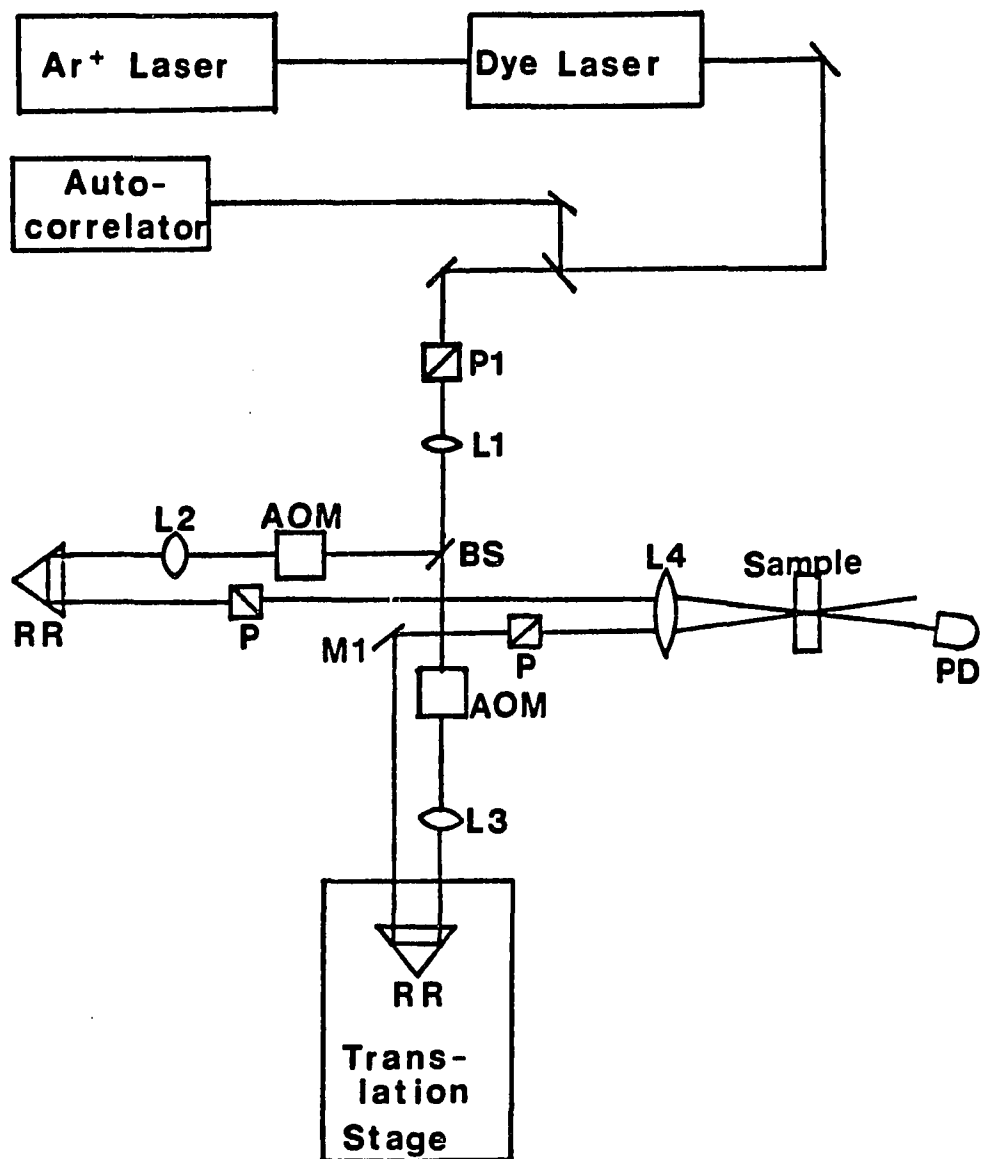 Ar+ Laser
Dye Laser
Auto-
correlator
P1
L1
L2
AOM
BS
L4
Sample
RR
P
M1
P
PD
AOM
L3
RR
Trans-
lation
Stage